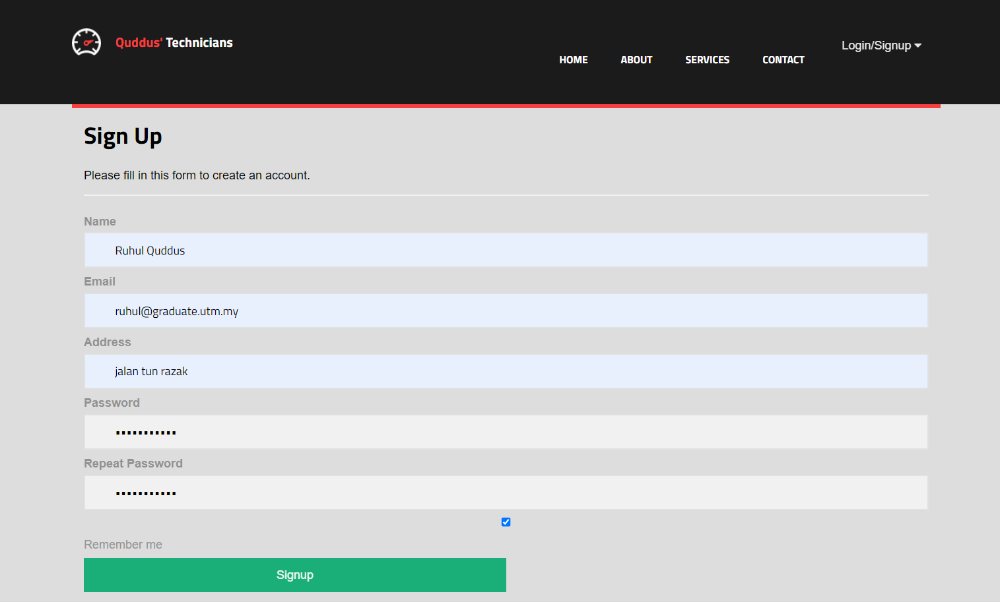 Quddus' Technicians
HOME ABOUT SERVICES CONTACT Login/Signup
Sign Up
Please fill in this form to create an account.
Name
Ruhul Quddus
Email
ruhul@graduate.utm.my
Address
jalan tun razak
Password
•••••••••••
Repeat Password
•••••••••••
Remember me
Signup